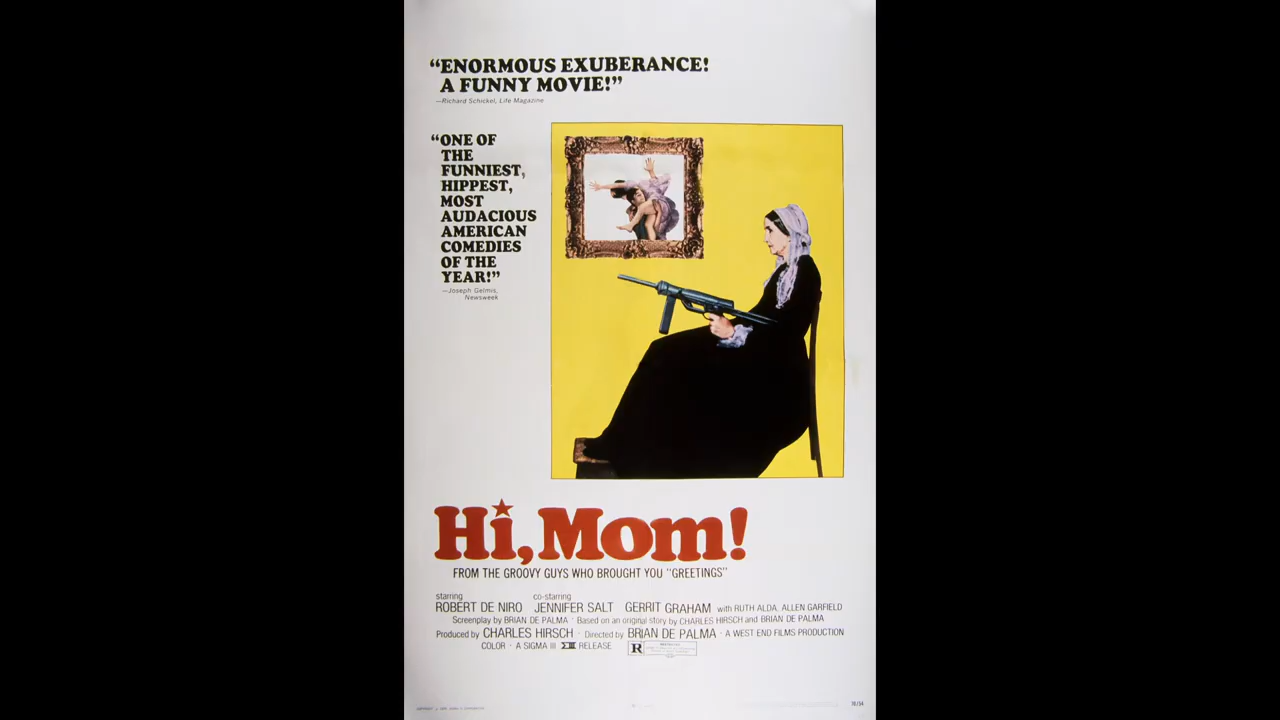 “ENORMOUS EXUBERANCE!
A FUNNY MOVIE!”
—Richard Schickel, Life Magazine
“ONE OF
THE
FUNNIEST,
HIPPEST,
MOST
AUDACIOUS
AMERICAN
COMEDIES
OF THE
YEAR!”
—Joseph Gelmis,
Newsweek
Hi, Mom!
FROM THE GROOVY GUYS WHO BROUGHT YOU “GREETINGS”
starring co-starring
ROBERT DE NIRO JENNIFER SALT GERRIT GRAHAM with RUTH ALDA, ALLEN GARFIELD
Screenplay by BRIAN DE PALMA · Based on an original story by CHARLES HIRSCH and BRIAN DE PALMA
Produced by CHARLES HIRSCH · Directed by BRIAN DE PALMA · A WEST END FILMS PRODUCTION
COLOR · A SIGMA III RELEASE R
70/54